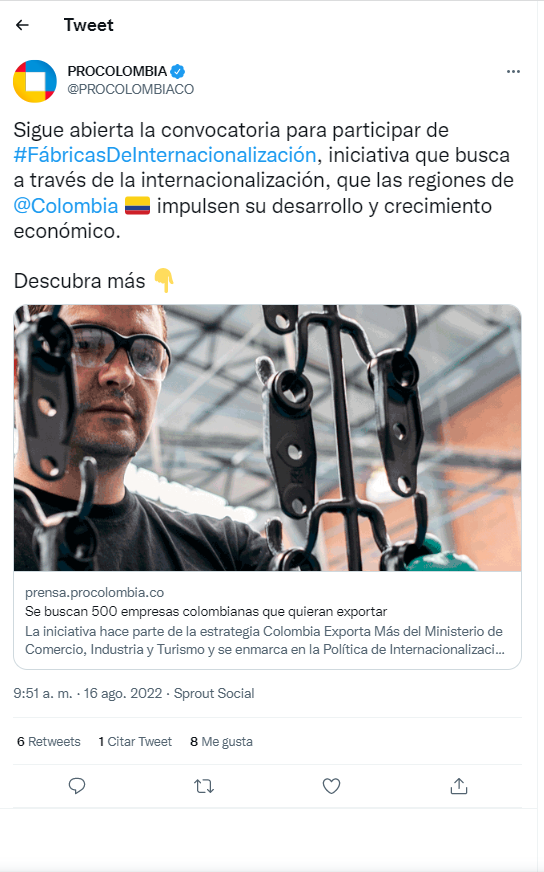 Tweet
PROCOLOMBIA
@PROCOLOMBIACO
Sigue abierta la convocatoria para participar de
#FábricasDeInternacionalización, iniciativa que busca
a través de la internacionalización, que las regiones de
@Colombia 🇨🇴 impulsen su desarrollo y crecimiento
económico.
Descubra más 👇
prensa.procolombia.co
Se buscan 500 empresas colombianas que quieran exportar
La iniciativa hace parte de la estrategia Colombia Exporta Más del Ministerio de
Comercio, Industria y Turismo y se enmarca en la Política de Internacionalizaci...
9:51 a. m. · 16 ago. 2022 · Sprout Social
6 Retweets 1 Citar Tweet 8 Me gusta